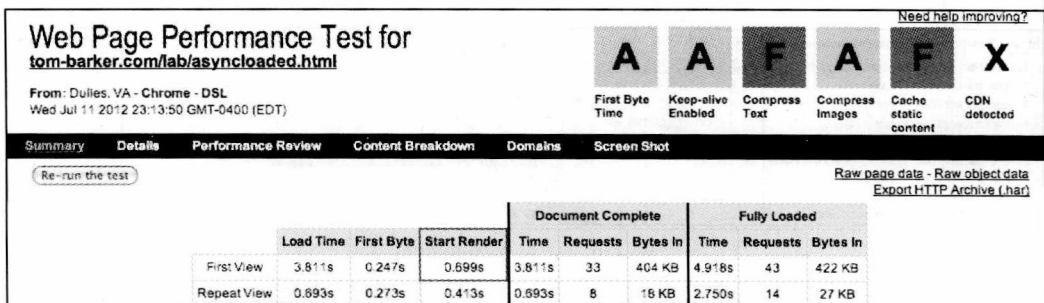 Need help improving?
Web Page Performance Test for
tom-barker.com/lab/asyncloaded.html
From: Dulles, VA - Chrome - DSL
Wed Jul 11 2012 23:13:50 GMT-0400 (EDT)
A A F A F X
First Byte Time Keep-alive Enabled Compress Text Compress Images Cache static content CDN detected
Summary Details Performance Review Content Breakdown Domains Screen Shot
Re-run the test
Raw page data - Raw object data
Export HTTP Archive (.har)
Document Complete Fully Loaded
Load Time First Byte Start Render Time Requests Bytes In Time Requests Bytes In
First View 3.811s 0.247s 0.699s 3.811s 33 404 KB 4.918s 43 422 KB
Repeat View 0.693s 0.273s 0.413s 0.693s 8 18 KB 2.750s 14 27 KB